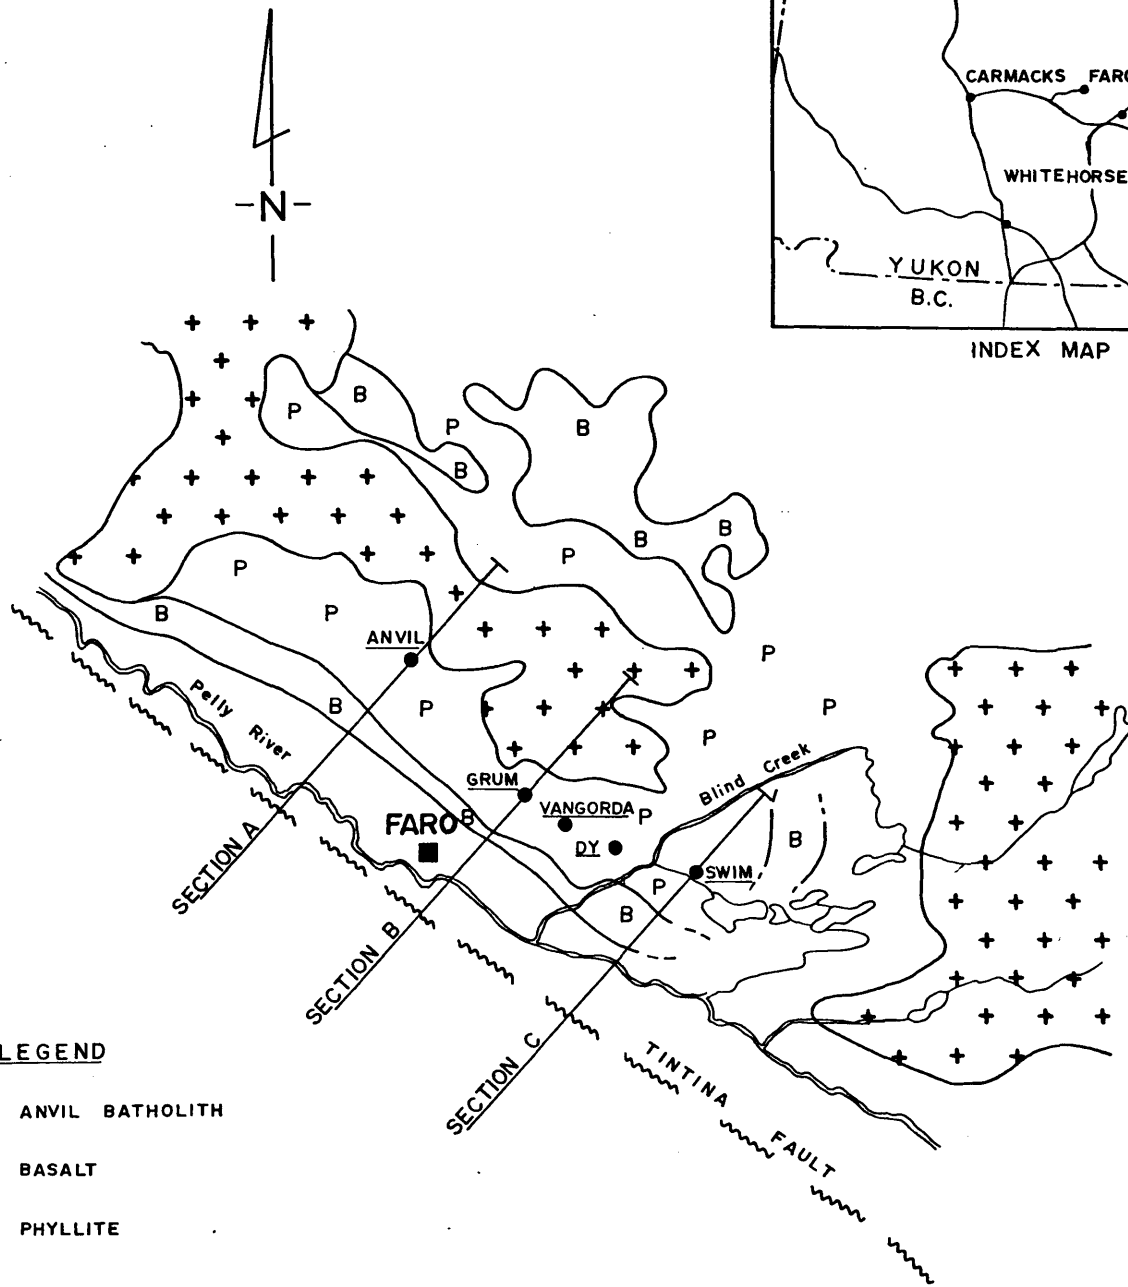 CARMACKS FARO
WHITEHORSE
YUKON
B.C.
INDEX MAP
-N-
B
P
P
B
B
B
B
P
B
P
B
P
ANVIL
P
Pelly River
B
P
P
P
Blind Creek
GRUM
VANGORDA
P
FARO
B
B
DY
SWIM
P
B
SECTION A
SECTION B
SECTION C
TINTINA FAULT
LEGEND
ANVIL BATHOLITH
BASALT
PHYLLITE